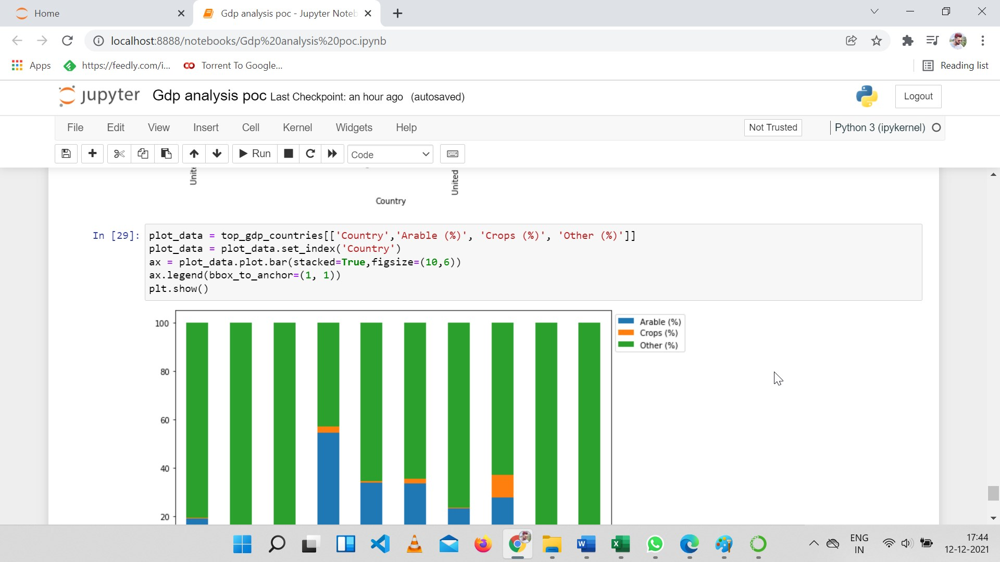 Home
Gdp analysis poc - Jupyter Noteb
localhost:8888/notebooks/Gdp%20analysis%20poc.ipynb
Apps
https://feedly.com/i...
Torrent To Google...
Reading list
jupyter Gdp analysis poc Last Checkpoint: an hour ago (autosaved)
Logout
File Edit View Insert Cell Kernel Widgets Help
Not Trusted
Python 3 (ipykernel)
Run
Code
United
Country
In [29]:
plot_data = top_gdp_countries[['Country','Arable (%)', 'Crops (%)', 'Other (%)']]
plot_data = plot_data.set_index('Country')
ax = plot_data.plot.bar(stacked=True,figsize=(10,6))
ax.legend(bbox_to_anchor=(1, 1))
plt.show()
100
80
60
40
20
Arable (%)
Crops (%)
Other (%)
ENG
IN
17:44
12-12-2021